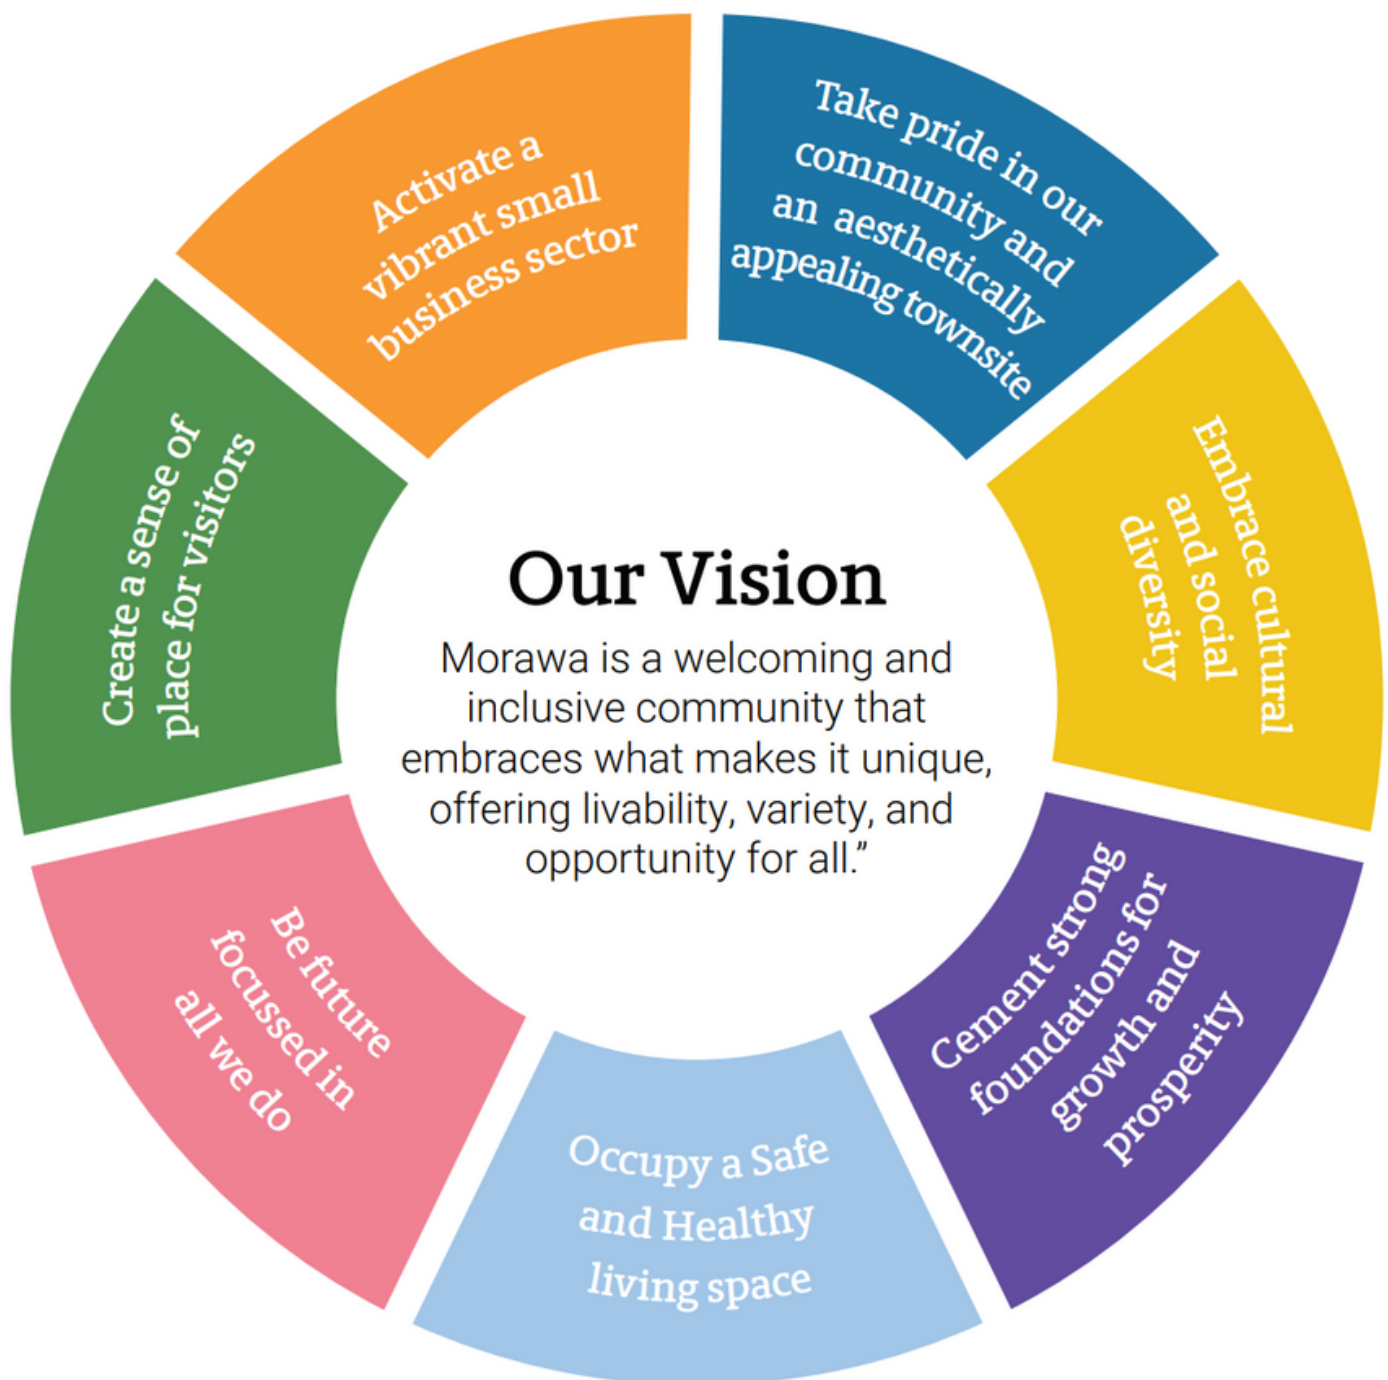 Take pride in our
community and
an aesthetically
appealing townsite
Embrace cultural
and social
diversity
Cement strong
foundations for
growth and
prosperity
Occupy a Safe
and Healthy
living space
Be future
focussed in
all we do
Create a sense of
place for visitors
Activate a
vibrant small
business sector
Our Vision
Morawa is a welcoming and
inclusive community that
embraces what makes it unique,
offering livability, variety, and
opportunity for all.”